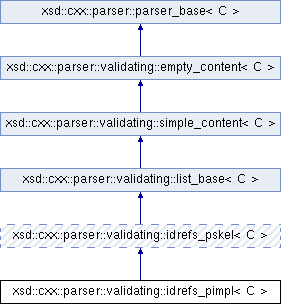 xsd::cxx::parser::parser_base< C >
xsd::cxx::parser::validating::empty_content< C >
xsd::cxx::parser::validating::simple_content< C >
xsd::cxx::parser::validating::list_base< C >
xsd::cxx::parser::validating::idrefs_pskel< C >
xsd::cxx::parser::validating::idrefs_pimpl< C >